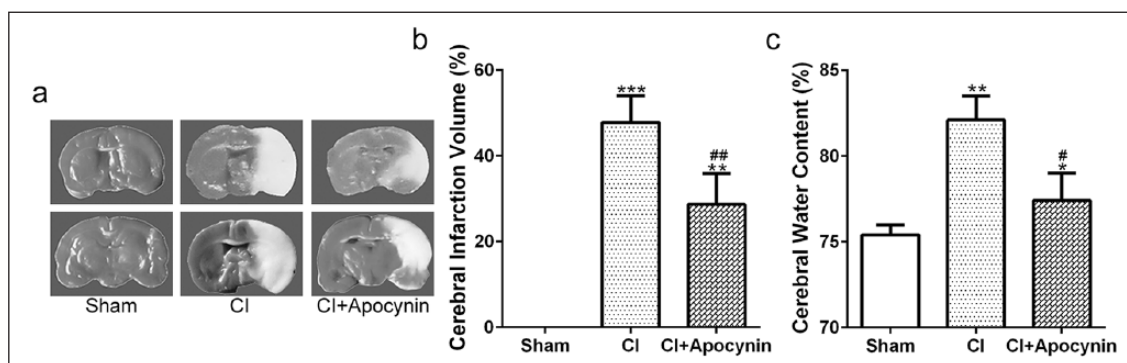 a
Sham
CI
CI+Apocynin
b
Cerebral Infarction Volume (%)
60
40
20
0
***
##
**
Sham
CI
CI+Apocynin
c
Cerebral Water Content (%)
85
80
75
70
**
#
*
Sham
CI
CI+Apocynin